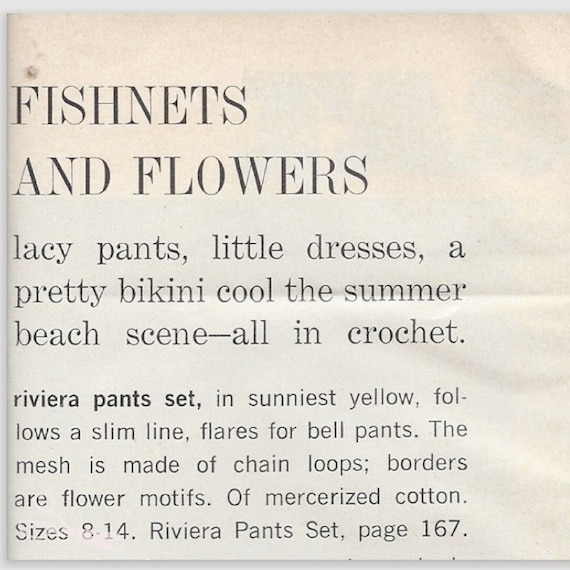 FISHNETS
AND FLOWERS
lacy pants, little dresses, a
pretty bikini cool the summer
beach scene—all in crochet.
riviera pants set, in sunniest yellow, fol-
lows a slim line, flares for bell pants. The
mesh is made of chain loops; borders
are flower motifs. Of mercerized cotton.
Sizes 8-14. Riviera Pants Set, page 167.